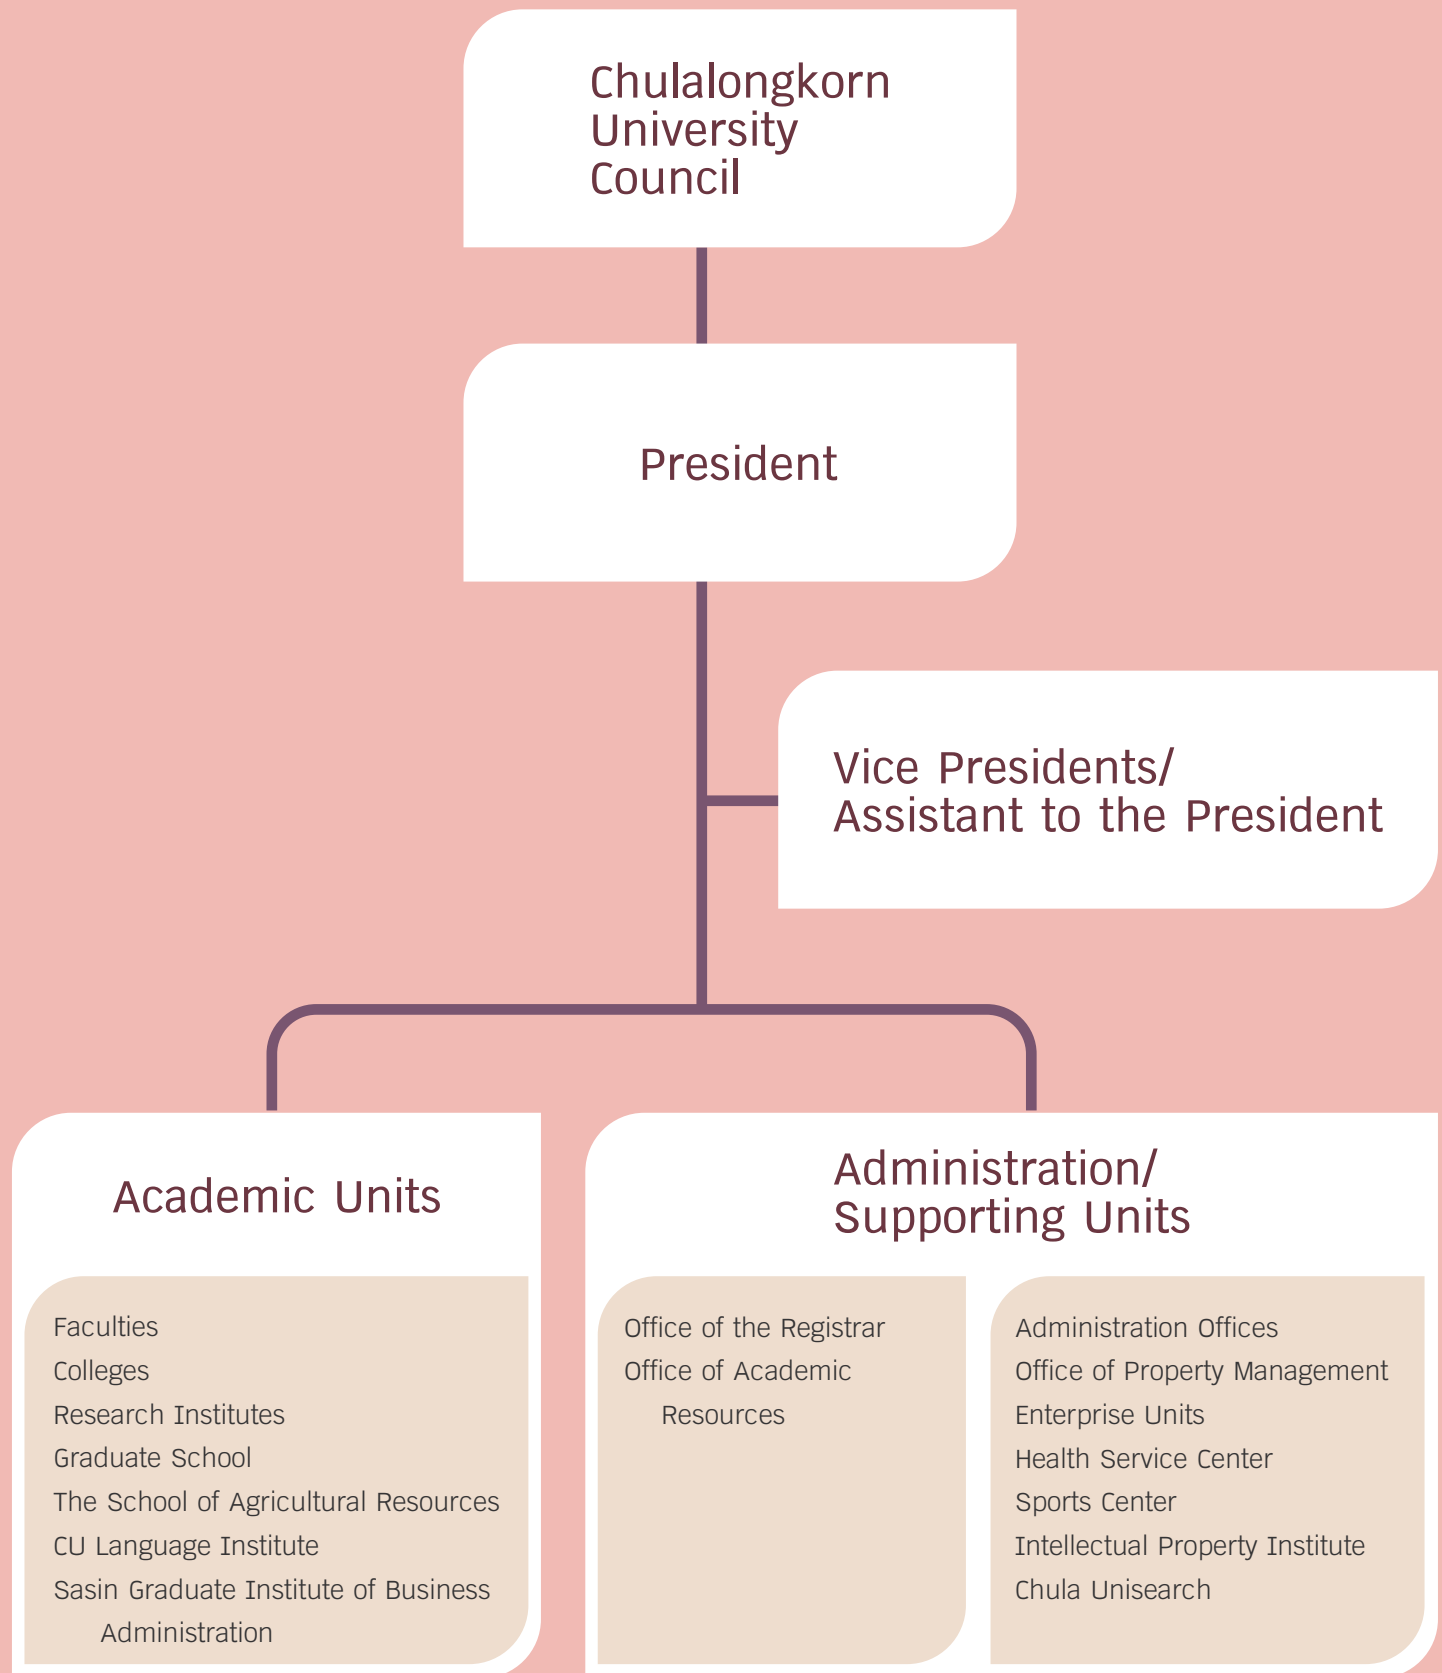 Chulalongkorn
University
Council
President
Vice Presidents/
Assistant to the President
Academic Units
Faculties
Colleges
Research Institutes
Graduate School
The School of Agricultural Resources
CU Language Institute
Sasin Graduate Institute of Business
Administration
Administration/
Supporting Units
Office of the Registrar
Office of Academic
Resources
Administration Offices
Office of Property Management
Enterprise Units
Health Service Center
Sports Center
Intellectual Property Institute
Chula Unisearch